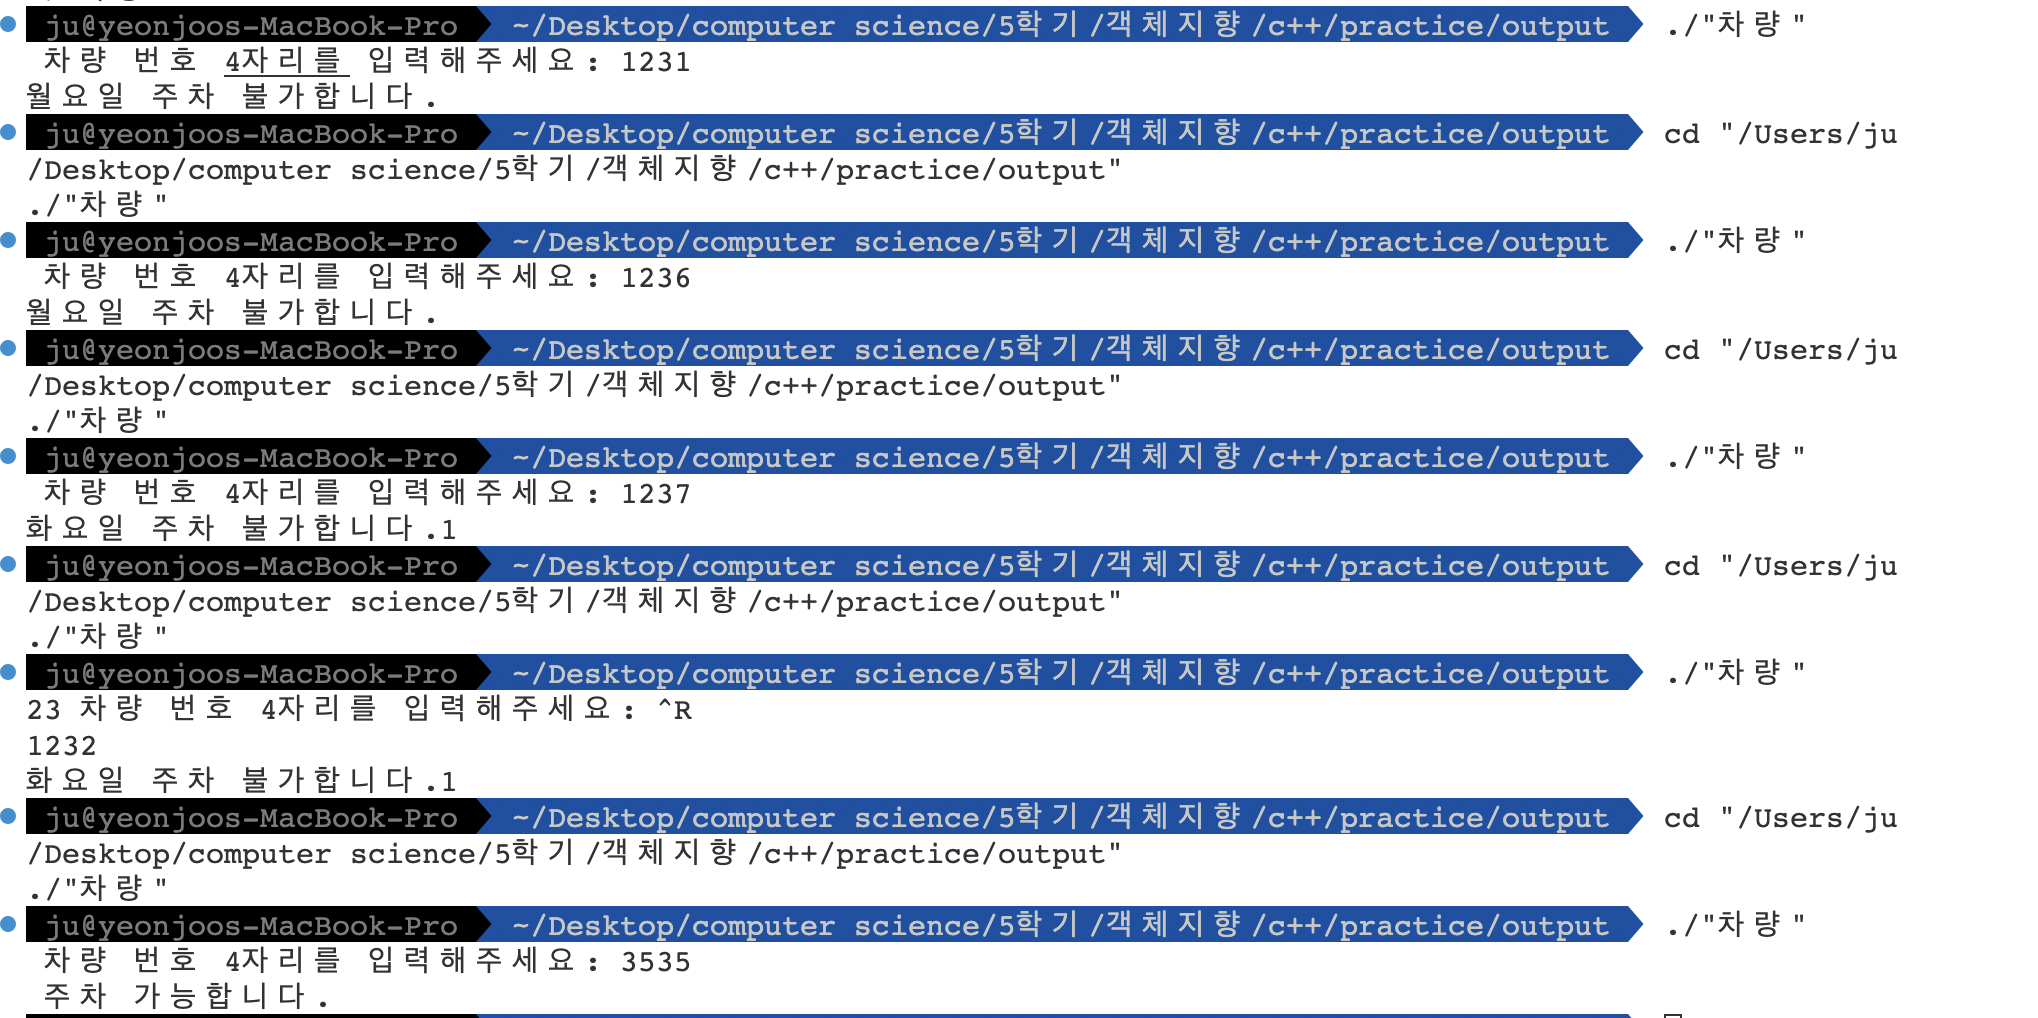 ju@yeonjoos-MacBook-Pro ~/Desktop/computer science/5학기/객체지향/c++/practice/output ./"차량"
차량 번호 4자리를 입력해주세요: 1231
월요일 주차 불가합니다.
ju@yeonjoos-MacBook-Pro ~/Desktop/computer science/5학기/객체지향/c++/practice/output cd "/Users/ju
/Desktop/computer science/5학기/객체지향/c++/practice/output"
./"차량"
ju@yeonjoos-MacBook-Pro ~/Desktop/computer science/5학기/객체지향/c++/practice/output ./"차량"
차량 번호 4자리를 입력해주세요: 1236
월요일 주차 불가합니다.
ju@yeonjoos-MacBook-Pro ~/Desktop/computer science/5학기/객체지향/c++/practice/output cd "/Users/ju
/Desktop/computer science/5학기/객체지향/c++/practice/output"
./"차량"
ju@yeonjoos-MacBook-Pro ~/Desktop/computer science/5학기/객체지향/c++/practice/output ./"차량"
차량 번호 4자리를 입력해주세요: 1237
화요일 주차 불가합니다.1
ju@yeonjoos-MacBook-Pro ~/Desktop/computer science/5학기/객체지향/c++/practice/output cd "/Users/ju
/Desktop/computer science/5학기/객체지향/c++/practice/output"
./"차량"
ju@yeonjoos-MacBook-Pro ~/Desktop/computer science/5학기/객체지향/c++/practice/output ./"차량"
23 차량 번호 4자리를 입력해주세요: ^R
1232
화요일 주차 불가합니다.1
ju@yeonjoos-MacBook-Pro ~/Desktop/computer science/5학기/객체지향/c++/practice/output cd "/Users/ju
/Desktop/computer science/5학기/객체지향/c++/practice/output"
./"차량"
ju@yeonjoos-MacBook-Pro ~/Desktop/computer science/5학기/객체지향/c++/practice/output ./"차량"
차량 번호 4자리를 입력해주세요: 3535
주차 가능합니다.